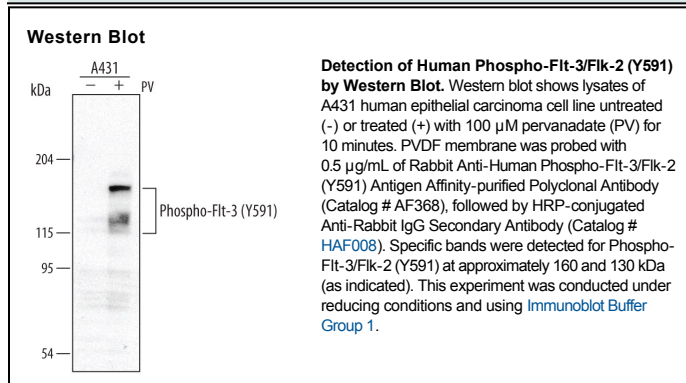 Western Blot
A431
kDa
− + PV
204
115
95
54
Phospho-Flt-3 (Y591)
Detection of Human Phospho-Flt-3/Flk-2 (Y591)
by Western Blot. Western blot shows lysates of
A431 human epithelial carcinoma cell line untreated
(-) or treated (+) with 100 µM pervanadate (PV) for
10 minutes. PVDF membrane was probed with
0.5 µg/mL of Rabbit Anti-Human Phospho-Flt-3/Flk-2
(Y591) Antigen Affinity-purified Polyclonal Antibody
(Catalog # AF368), followed by HRP-conjugated
Anti-Rabbit IgG Secondary Antibody (Catalog #
HAF008). Specific bands were detected for Phospho-
Flt-3/Flk-2 (Y591) at approximately 160 and 130 kDa
(as indicated). This experiment was conducted under
reducing conditions and using Immunoblot Buffer
Group 1.